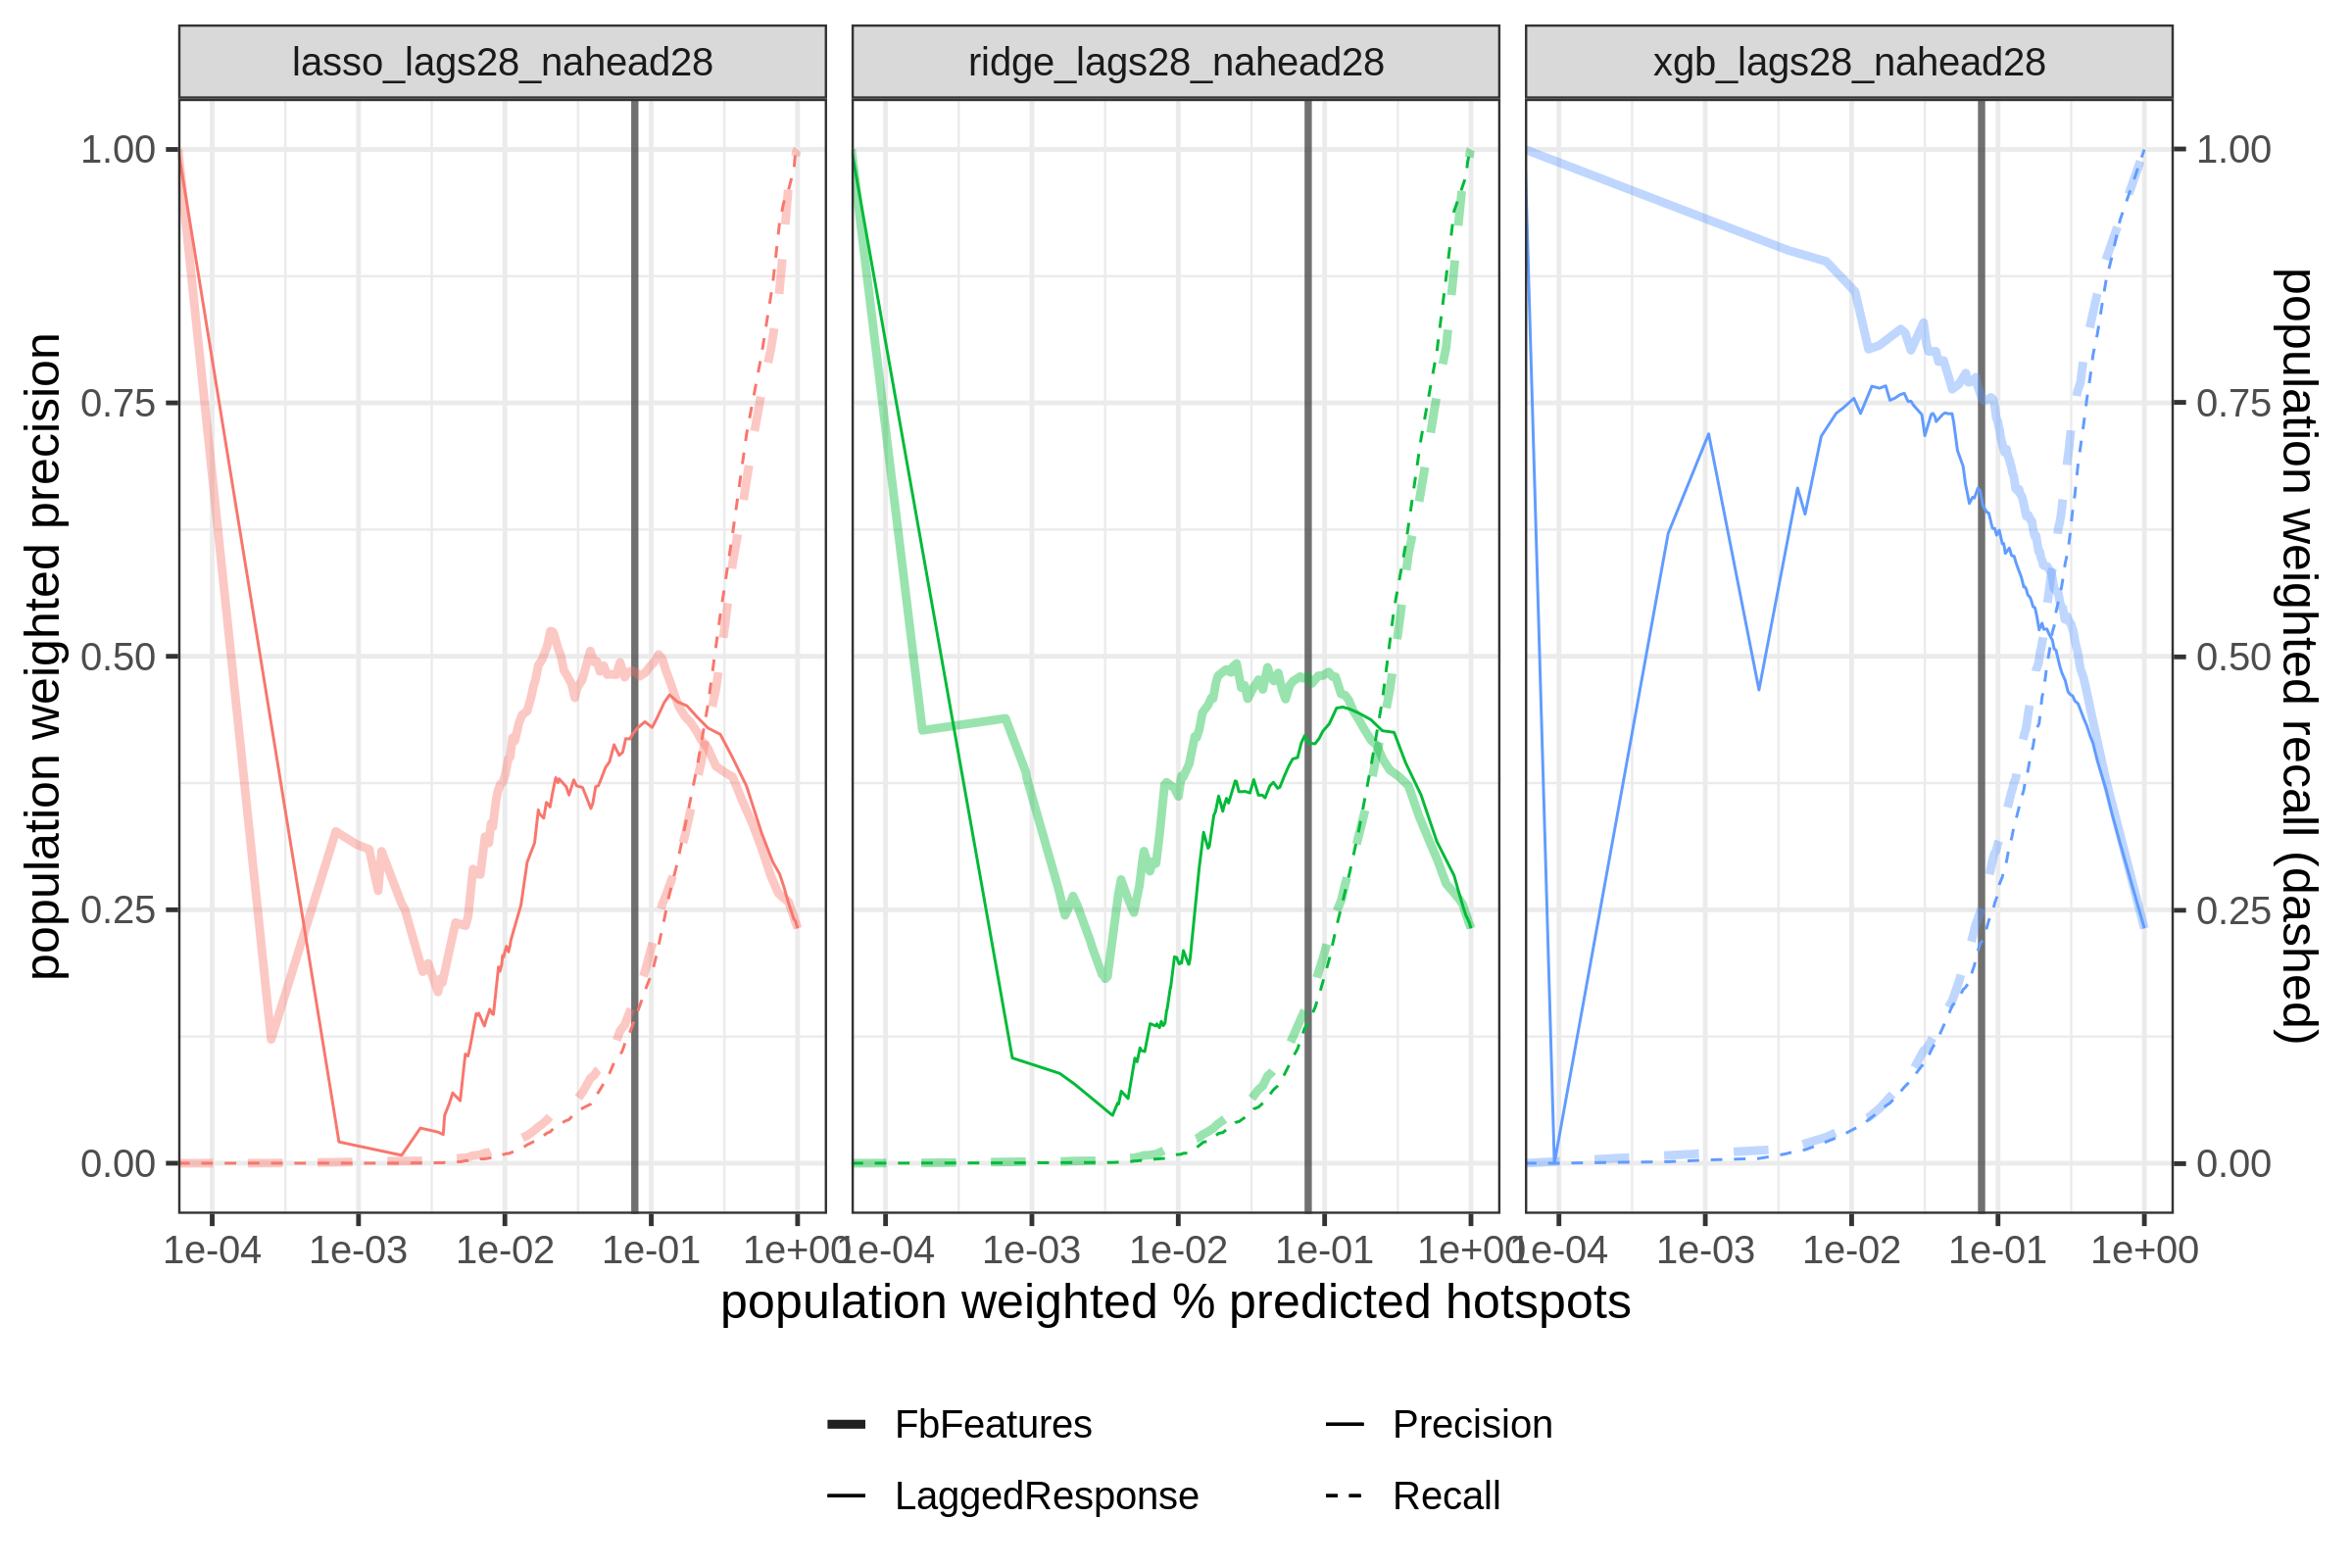 lasso_lags28_nahead28
ridge_lags28_nahead28
xgb_lags28_nahead28
population weighted precision
1.00
0.75
0.50
0.25
0.00
1.00
0.75
0.50
0.25
0.00
population weighted recall (dashed)
1e-04 1e-03 1e-02 1e-01 1e+00
1e-04 1e-03 1e-02 1e-01 1e+00
1e-04 1e-03 1e-02 1e-01 1e+00
population weighted % predicted hotspots
FbFeatures
LaggedResponse
Precision
Recall